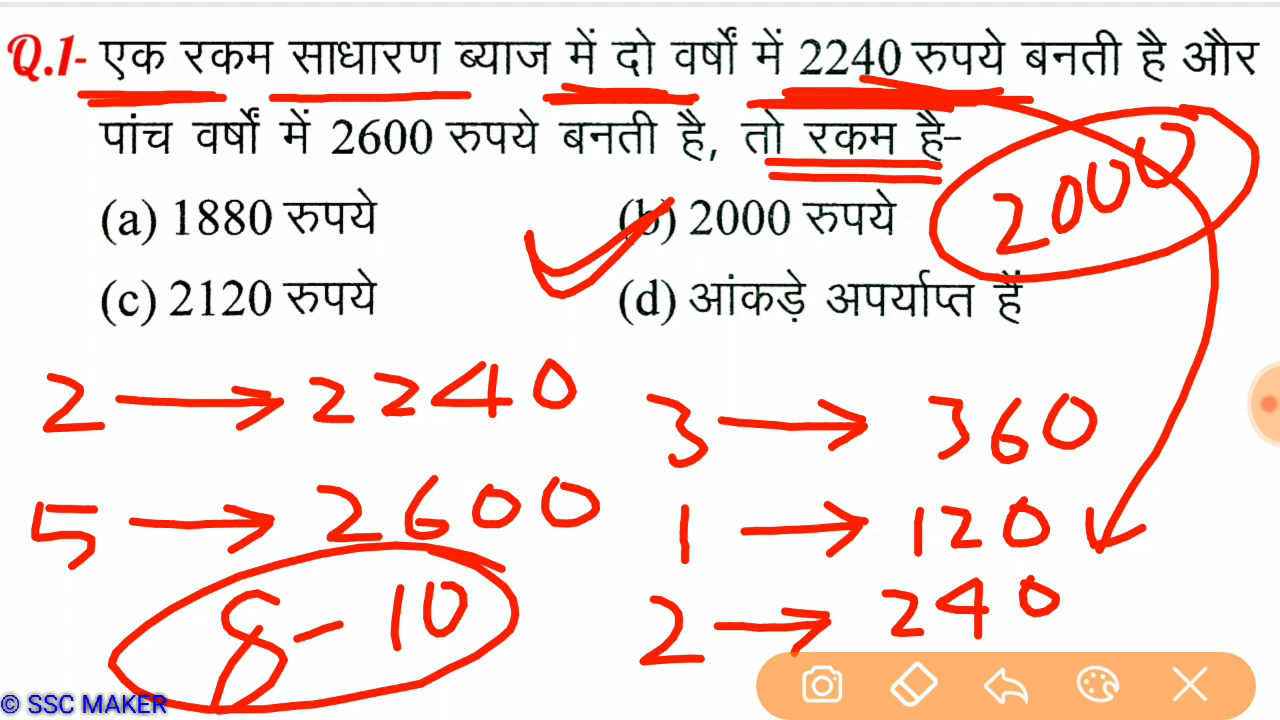 Q.1- एक रकम साधारण ब्याज में दो वर्षों में 2240 रुपये बनती है और
पांच वर्षों में 2600 रुपये बनती है, तो रकम है-
2000
(a) 1880 रुपये (b) 2000 रुपये
(c) 2120 रुपये (d) आंकड़े अपर्याप्त हैं
2 → 2240
3 → 360
5 → 2600
1 → 120
8 - 10
2 → 240
© SSC MAKER